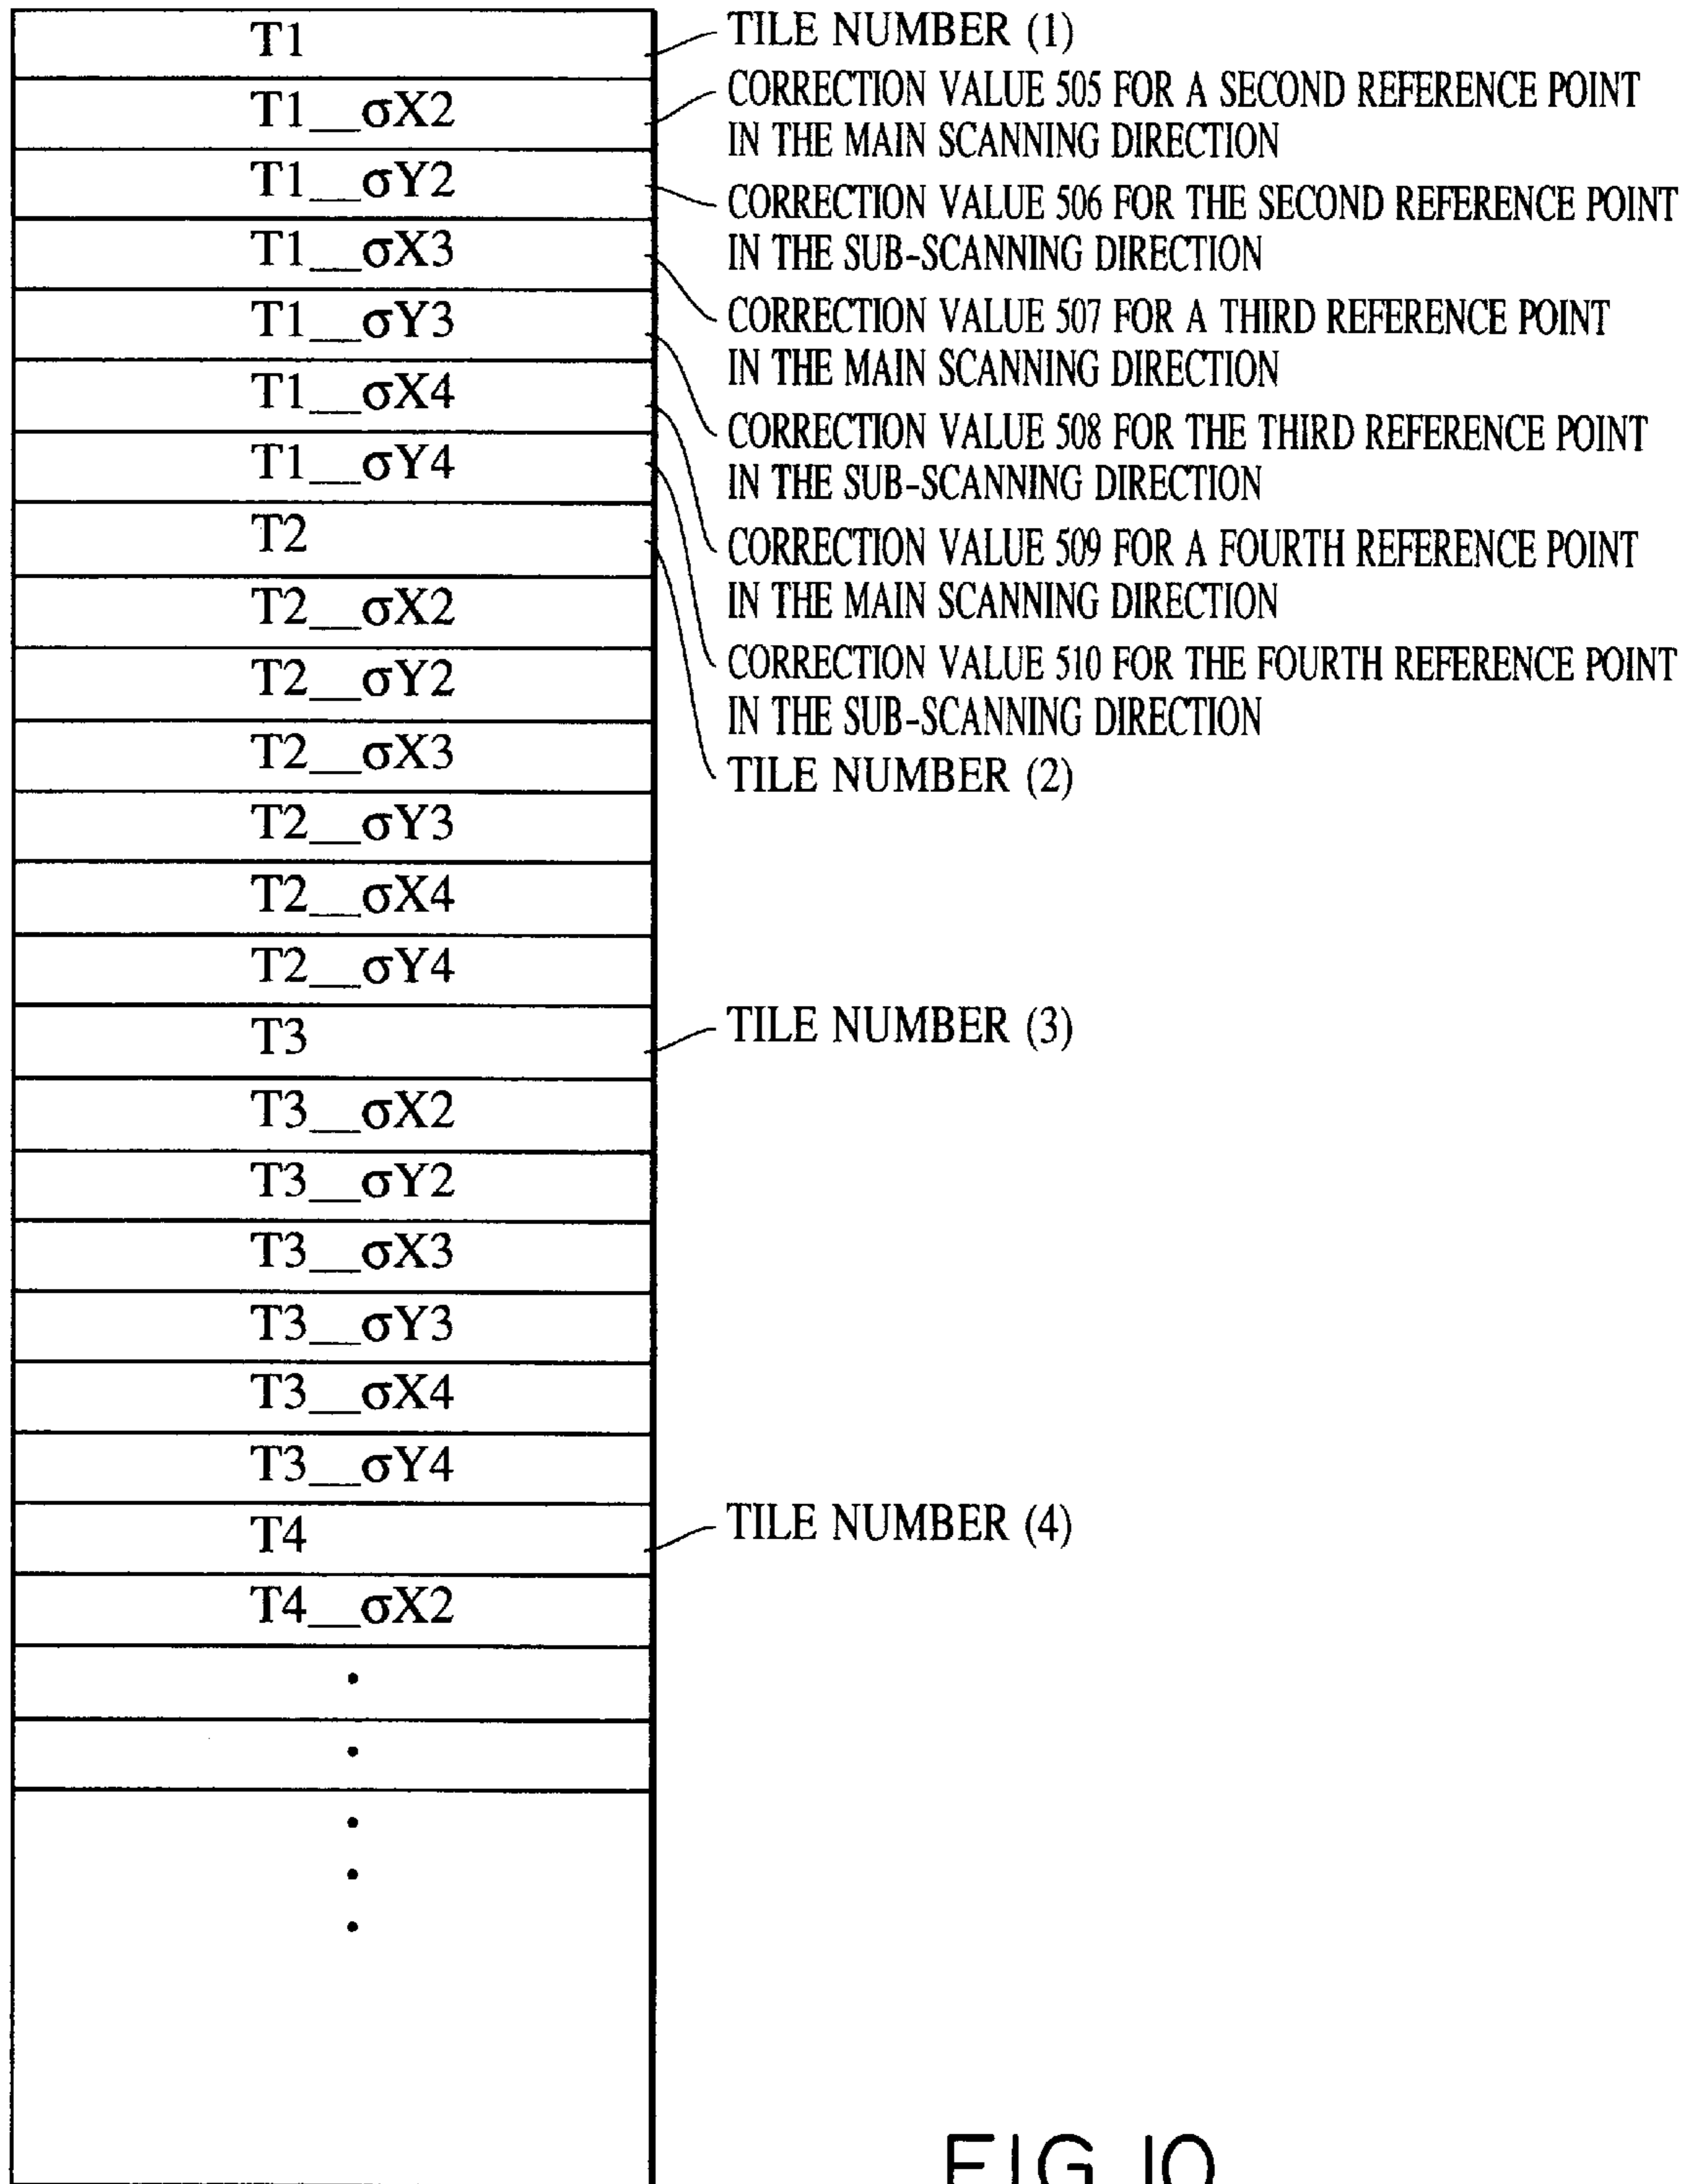 T1
TILE NUMBER (1)
T1__σX2
CORRECTION VALUE 505 FOR A SECOND REFERENCE POINT
IN THE MAIN SCANNING DIRECTION
T1__σY2
CORRECTION VALUE 506 FOR THE SECOND REFERENCE POINT
IN THE SUB-SCANNING DIRECTION
T1__σX3
CORRECTION VALUE 507 FOR A THIRD REFERENCE POINT
IN THE MAIN SCANNING DIRECTION
T1__σY3
CORRECTION VALUE 508 FOR THE THIRD REFERENCE POINT
IN THE SUB-SCANNING DIRECTION
T1__σX4
CORRECTION VALUE 509 FOR A FOURTH REFERENCE POINT
IN THE MAIN SCANNING DIRECTION
T1__σY4
CORRECTION VALUE 510 FOR THE FOURTH REFERENCE POINT
IN THE SUB-SCANNING DIRECTION
T2
TILE NUMBER (2)
T2__σX2
T2__σY2
T2__σX3
T2__σY3
T2__σX4
T2__σY4
T3
TILE NUMBER (3)
T3__σX2
T3__σY2
T3__σX3
T3__σY3
T3__σX4
T3__σY4
T4
TILE NUMBER (4)
T4__σX2
FIG. 10